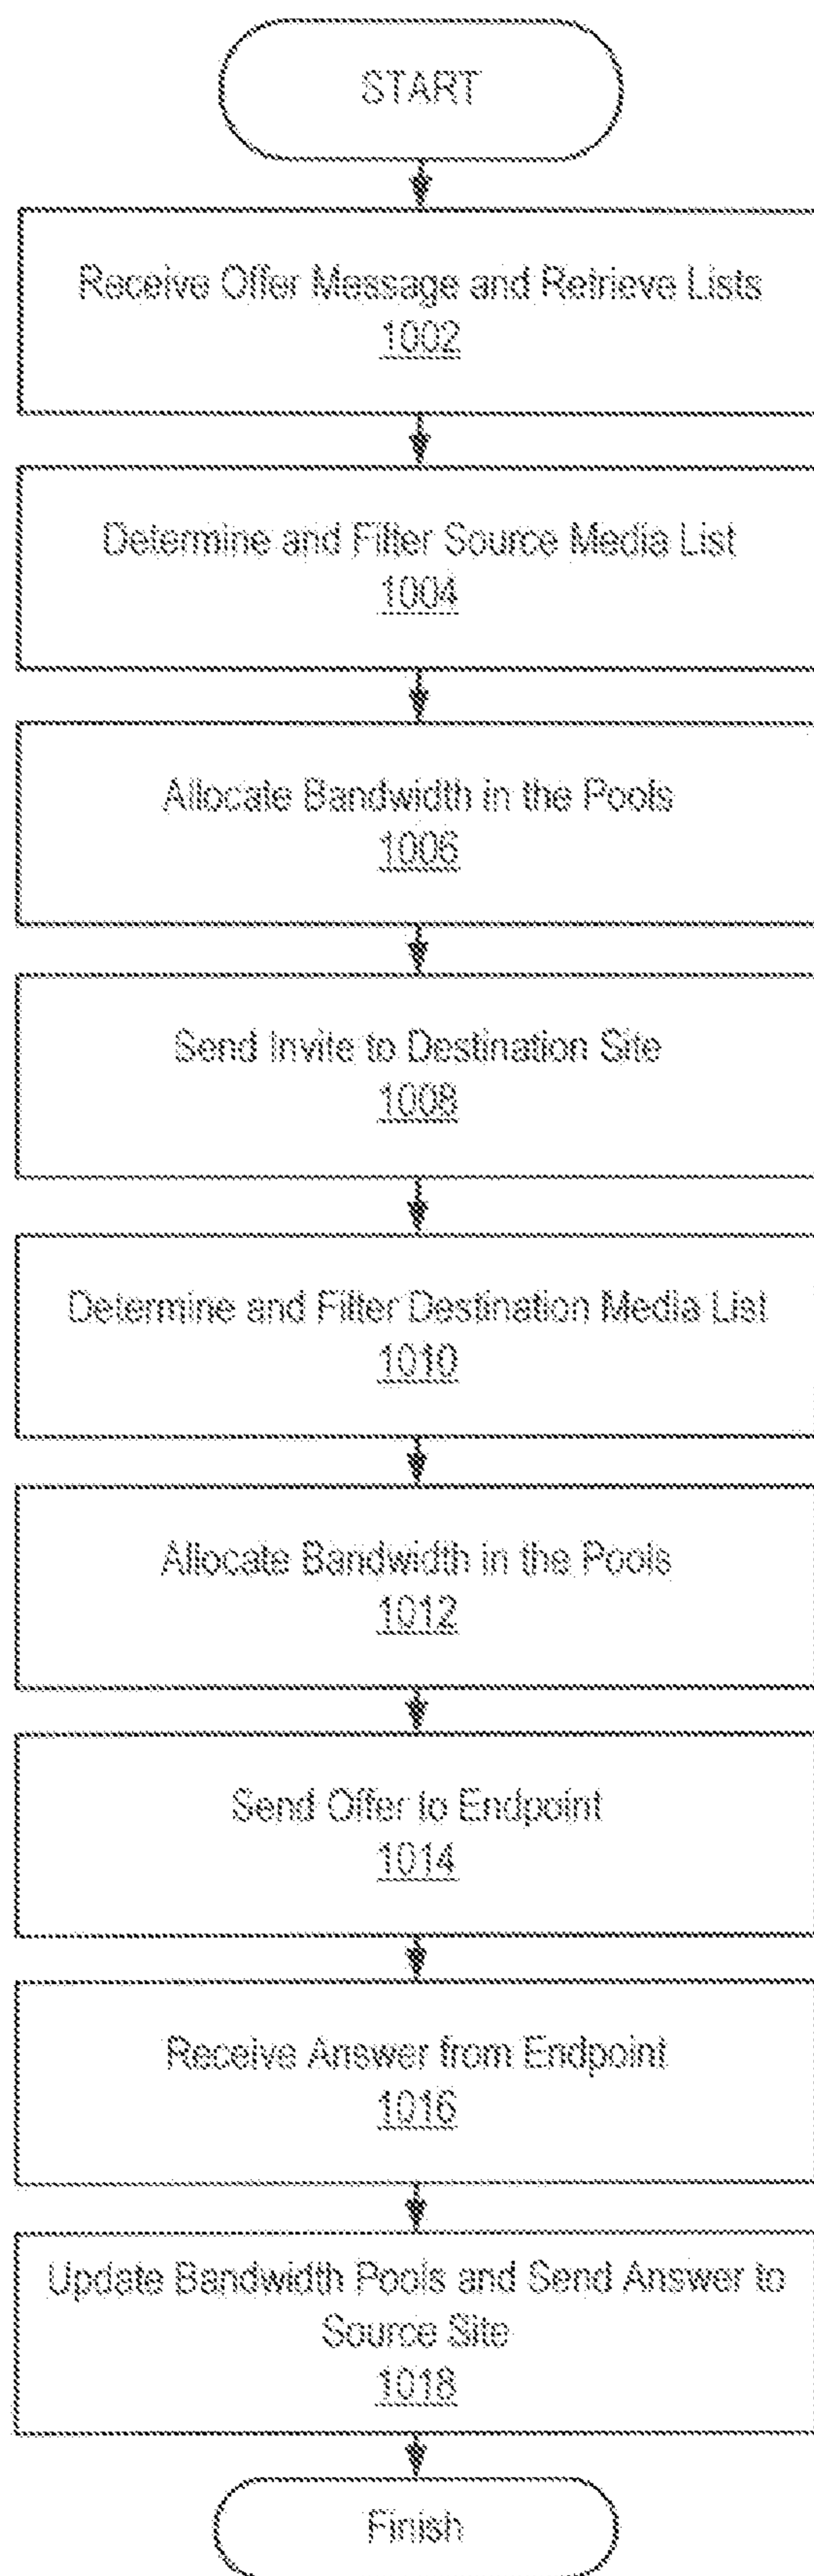 START
Receive Offer Message and Retrieve Lists
1002
Determine and Filter Source Media List
1004
Allocate Bandwidth in the Pools
1006
Send Invite to Destination Site
1008
Determine and Filter Destination Media List
1010
Allocate Bandwidth in the Pools
1012
Send Offer to Endpoint
1014
Receive Answer from Endpoint
1016
Update Bandwidth Pools and Send Answer to
Source Site
1018
Finish